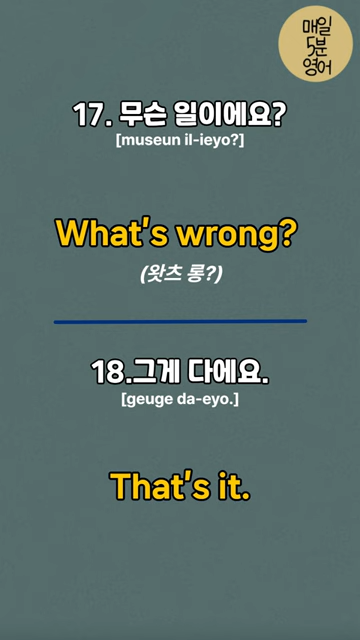 매일
5분
영어
17. 무슨 일이에요?
[museun il-ieyo?]
What's wrong?
(왓츠 롱?)
18.그게 다에요.
[geuge da-eyo.]
That's it.